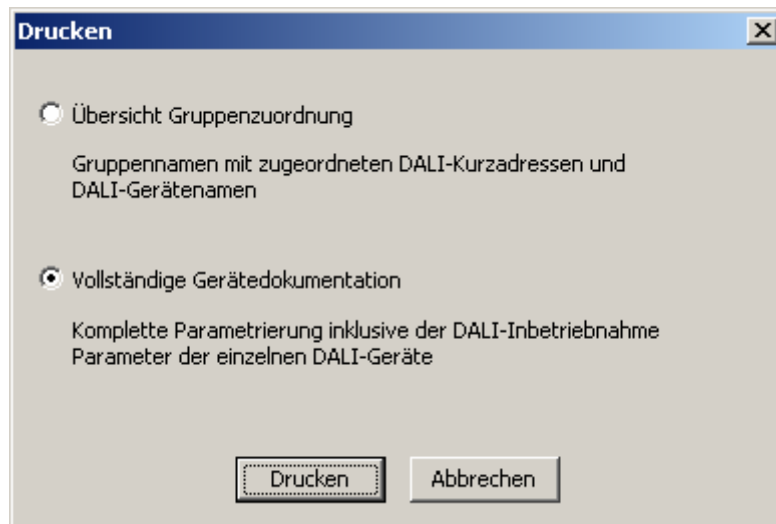 Drucken
Übersicht Gruppenzuordnung
Gruppennamen mit zugeordneten DALI-Kurzadressen und
DALI-Gerätenamen
Vollständige Gerätedokumentation
Komplette Parametrierung inklusive der DALI-Inbetriebnahme
Parameter der einzelnen DALI-Geräte
Drucken Abbrechen